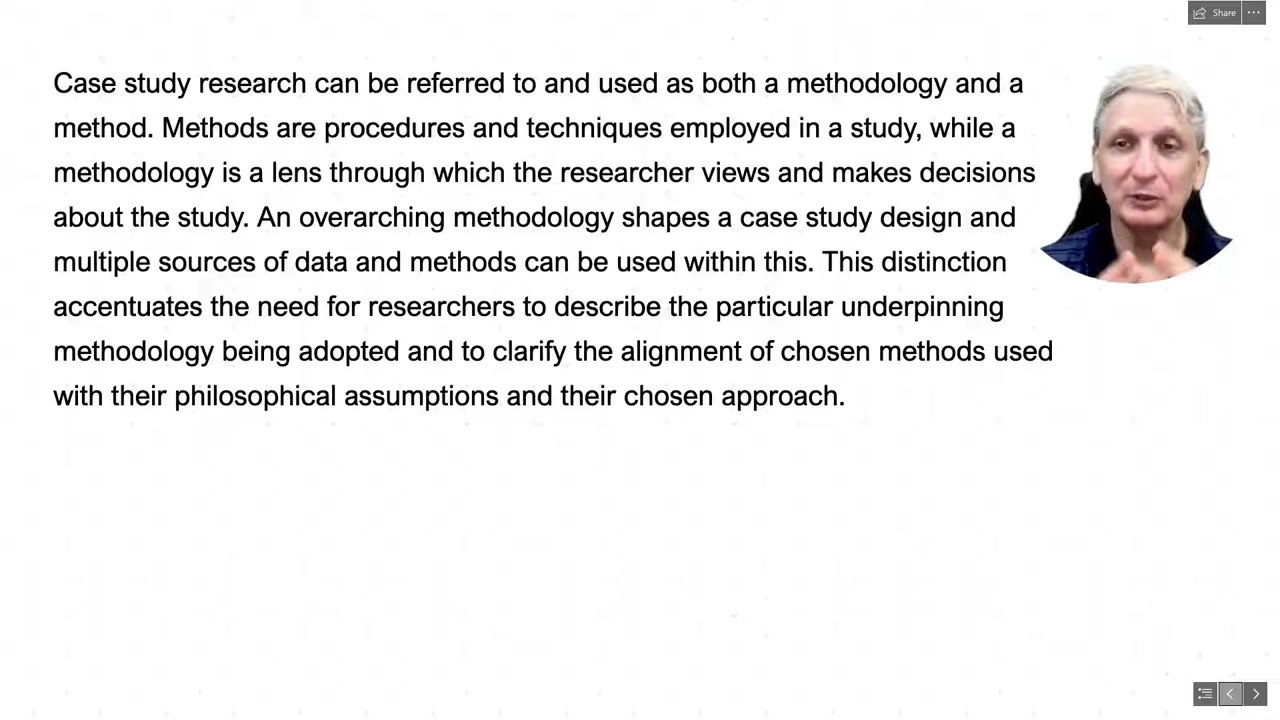 Share
Case study research can be referred to and used as both a methodology and a
method. Methods are procedures and techniques employed in a study, while a
methodology is a lens through which the researcher views and makes decisions
about the study. An overarching methodology shapes a case study design and
multiple sources of data and methods can be used within this. This distinction
accentuates the need for researchers to describe the particular underpinning
methodology being adopted and to clarify the alignment of chosen methods used
with their philosophical assumptions and their chosen approach.